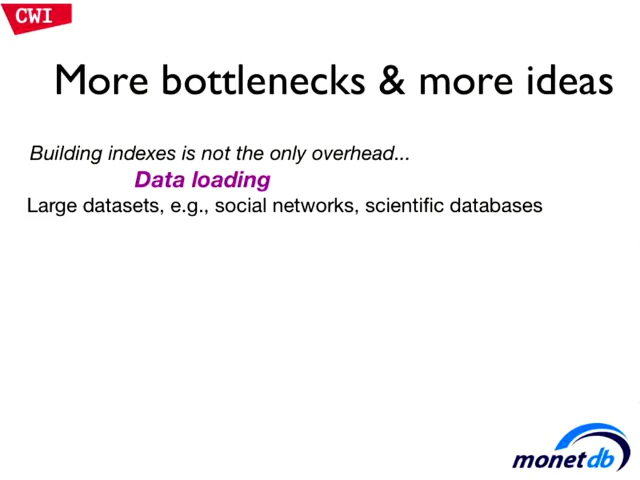 CWI
More bottlenecks & more ideas
Building indexes is not the only overhead...
Data loading
Large datasets, e.g., social networks, scientific databases
monetdb